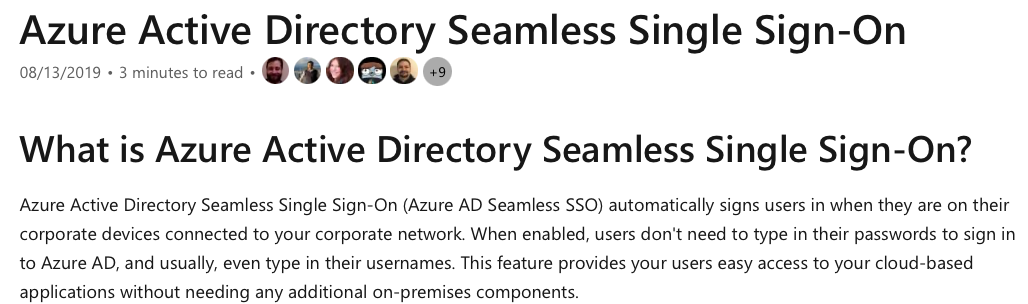 Azure Active Directory Seamless Single Sign-On
08/13/2019 • 3 minutes to read • +9
What is Azure Active Directory Seamless Single Sign-On?
Azure Active Directory Seamless Single Sign-On (Azure AD Seamless SSO) automatically signs users in when they are on their
corporate devices connected to your corporate network. When enabled, users don't need to type in their passwords to sign in
to Azure AD, and usually, even type in their usernames. This feature provides your users easy access to your cloud-based
applications without needing any additional on-premises components.